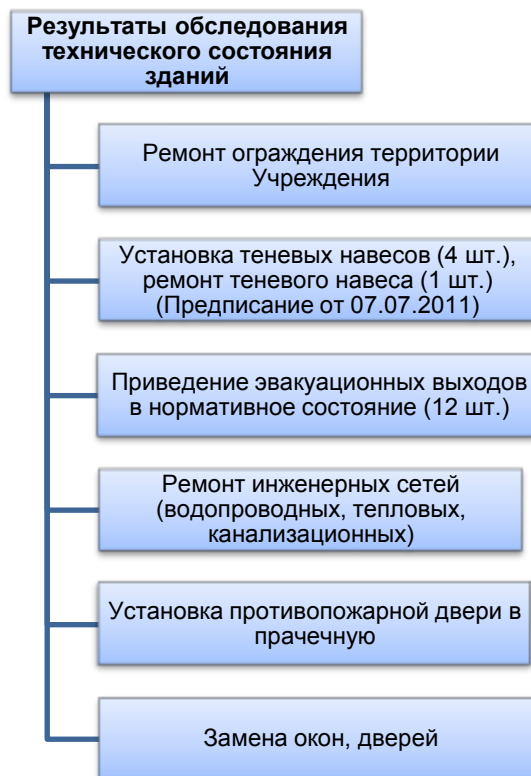 Результаты обследования
технического состояния
зданий
Ремонт ограждения территории
Учреждения
Установка теневых навесов (4 шт.),
ремонт теневого навеса (1 шт.)
(Предписание от 07.07.2011)
Приведение эвакуационных выходов
в нормативное состояние (12 шт.)
Ремонт инженерных сетей
(водопроводных, тепловых,
канализационных)
Установка противопожарной двери в
прачечную
Замена окон, дверей